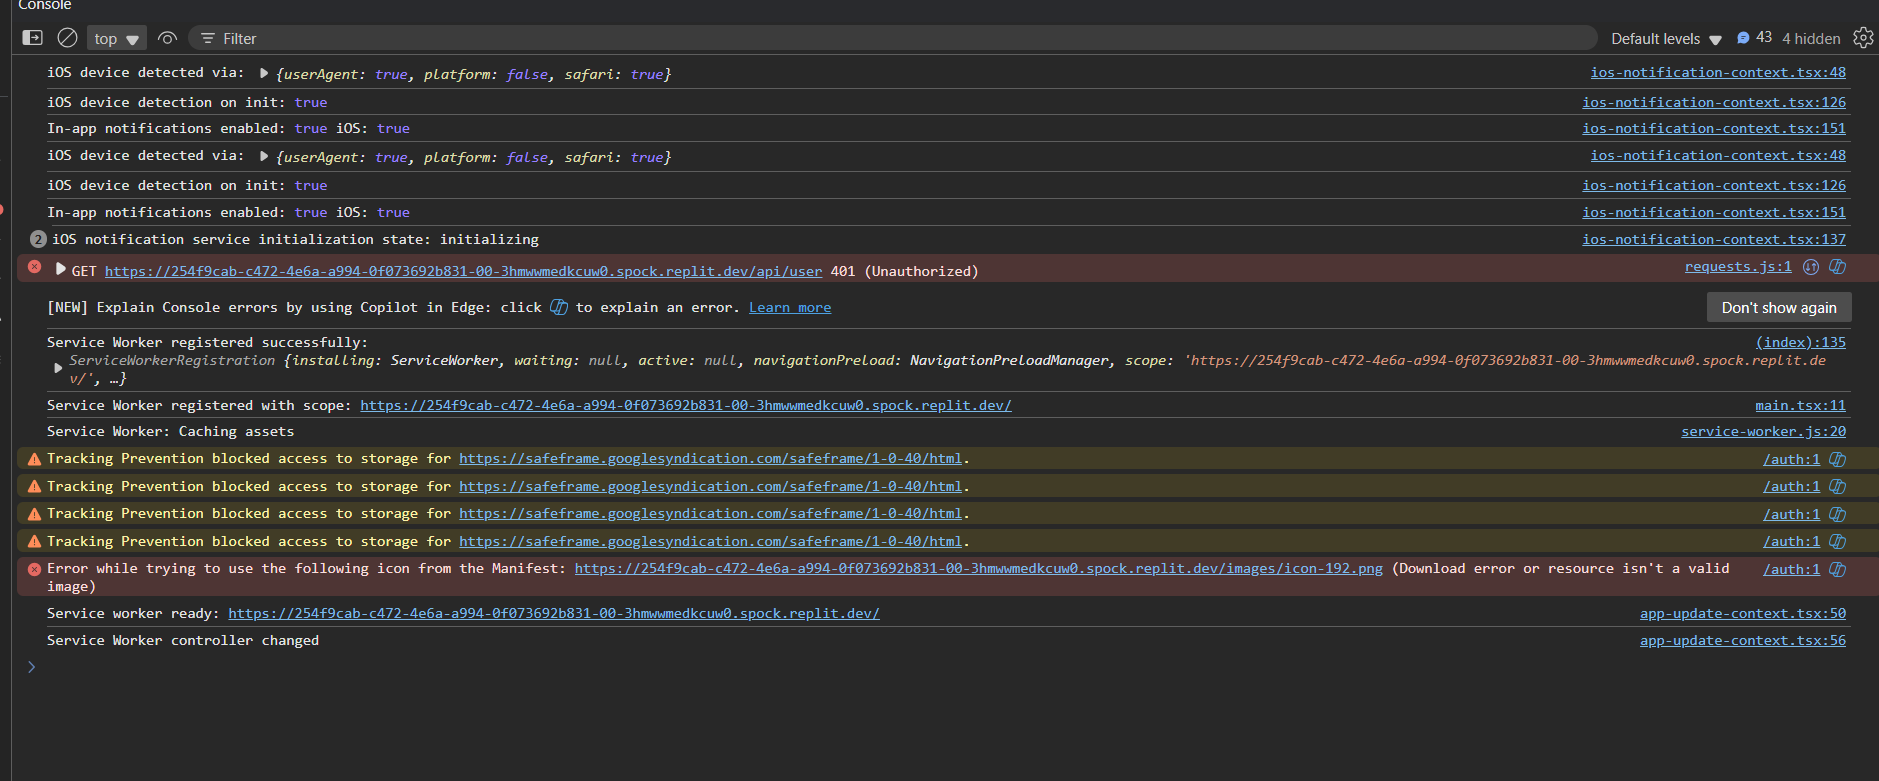 Console
top Filter Default levels 43 4 hidden
iOS device detected via: {userAgent: true, platform: false, safari: true} ios-notification-context.tsx:48
iOS device detection on init: true ios-notification-context.tsx:126
In-app notifications enabled: true iOS: true ios-notification-context.tsx:151
iOS device detected via: {userAgent: true, platform: false, safari: true} ios-notification-context.tsx:48
iOS device detection on init: true ios-notification-context.tsx:126
In-app notifications enabled: true iOS: true ios-notification-context.tsx:151
2 iOS notification service initialization state: initializing ios-notification-context.tsx:137
GET https://254f9cab-c472-4e6a-a994-0f073692b831-00-3hmwwmedkcuw0.spock.replit.dev/api/user 401 (Unauthorized) requests.js:1
[NEW] Explain Console errors by using Copilot in Edge: click to explain an error. Learn more Don't show again
Service Worker registered successfully: (index):135
ServiceWorkerRegistration {installing: ServiceWorker, waiting: null, active: null, navigationPreload: NavigationPreloadManager, scope: 'https://254f9cab-c472-4e6a-a994-0f073692b831-00-3hmwwmedkcuw0.spock.replit.de
v/', …}
Service Worker registered with scope: https://254f9cab-c472-4e6a-a994-0f073692b831-00-3hmwwmedkcuw0.spock.replit.dev/ main.tsx:11
Service Worker: Caching assets service-worker.js:20
Tracking Prevention blocked access to storage for https://safeframe.googlesyndication.com/safeframe/1-0-40/html. /auth:1
Tracking Prevention blocked access to storage for https://safeframe.googlesyndication.com/safeframe/1-0-40/html. /auth:1
Tracking Prevention blocked access to storage for https://safeframe.googlesyndication.com/safeframe/1-0-40/html. /auth:1
Tracking Prevention blocked access to storage for https://safeframe.googlesyndication.com/safeframe/1-0-40/html. /auth:1
Error while trying to use the following icon from the Manifest: https://254f9cab-c472-4e6a-a994-0f073692b831-00-3hmwwmedkcuw0.spock.replit.dev/images/icon-192.png (Download error or resource isn't a valid /auth:1
image)
Service worker ready: https://254f9cab-c472-4e6a-a994-0f073692b831-00-3hmwwmedkcuw0.spock.replit.dev/ app-update-context.tsx:50
Service Worker controller changed app-update-context.tsx:56